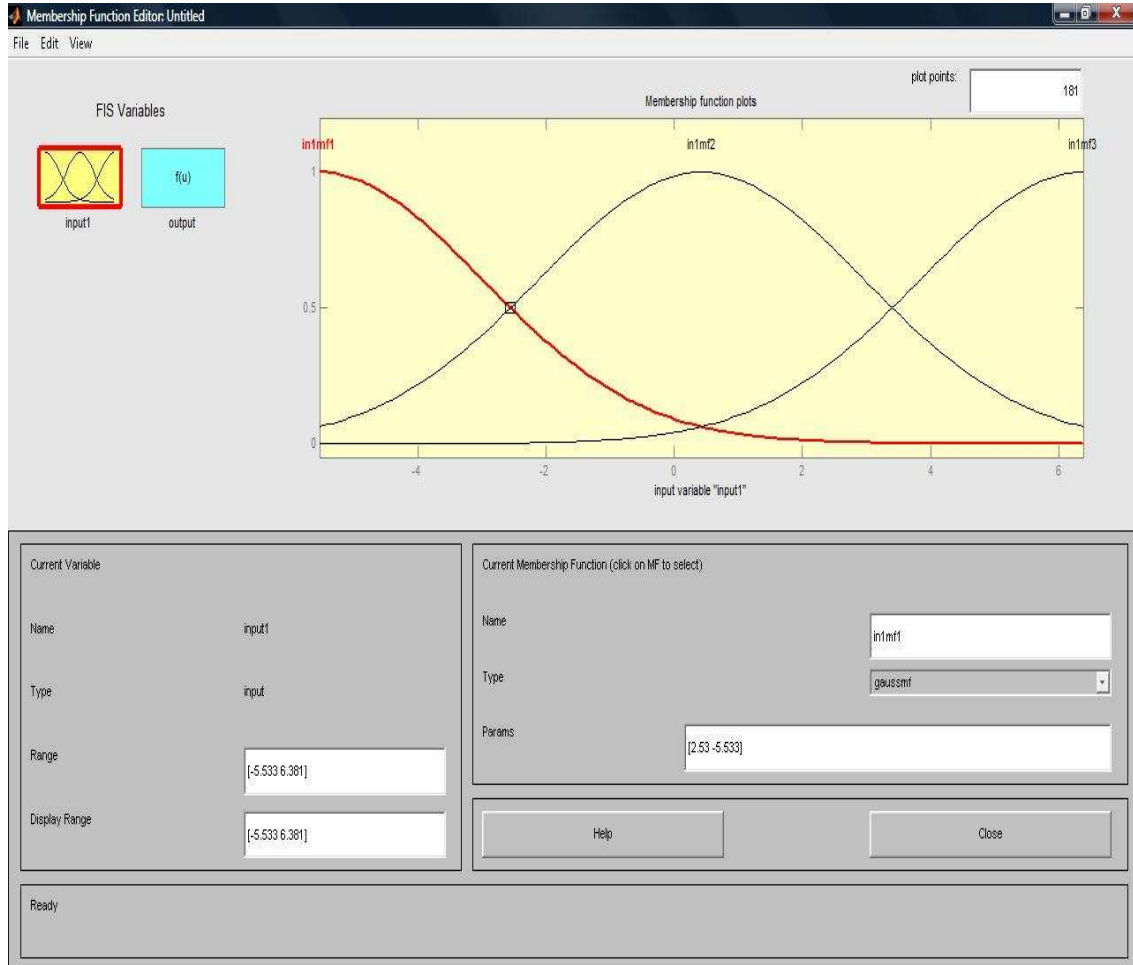 Membership Function Editor: Untitled
File Edit View
plot points:
181
FIS Variables
Membership function plots
f(u)
input1
output
in1mf1
in1mf2
in1mf3
1
0.5
0
-4
-2
0
2
4
6
input variable "input1"
Current Variable
Name
input1
Type
input
Range
[-5.533 6.381]
Display Range
[-5.533 6.381]
Current Membership Function (click on MF to select)
Name
in1mf1
Type
gaussmf
Params
[2.53 -5.533]
Help
Close
Ready